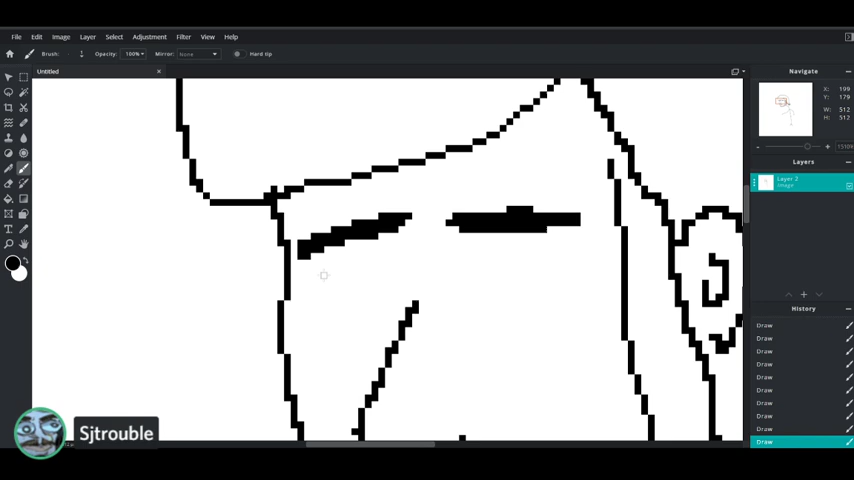 File Edit Image Layer Select Adjustment Filter View Help
Brush: 1 Opacity: 100% Mirror: None Hard tip
Untitled
Navigate
X: 199
Y: 179
W: 512
H: 512
Layers
Layer 2
Image
History
Draw
Draw
Draw
Draw
Draw
Draw
Draw
Draw
Draw
Draw
Sjtrouble